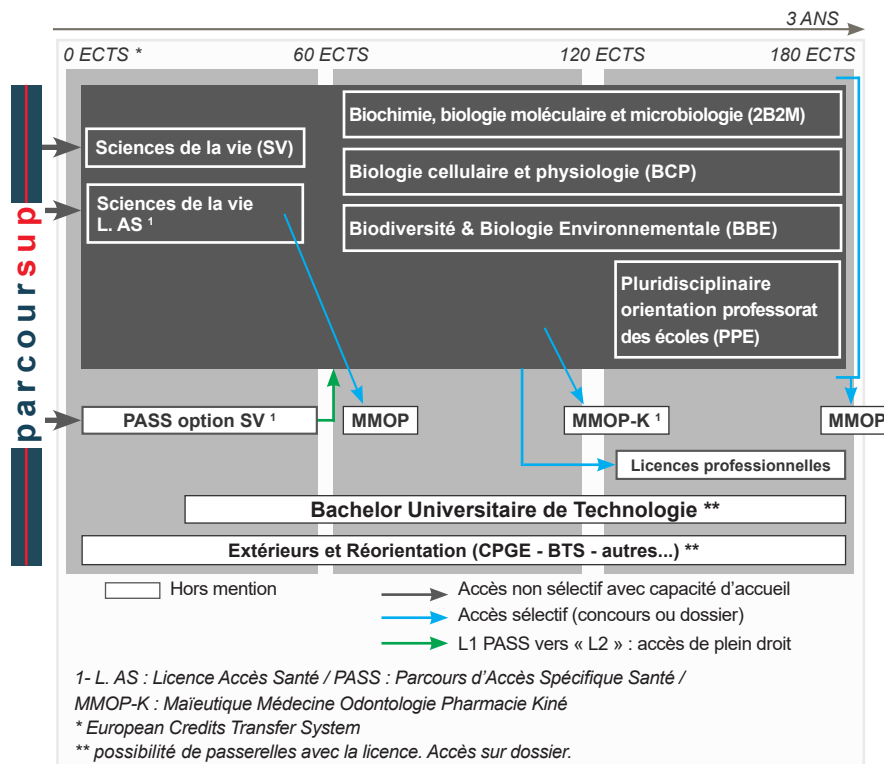 3 ANS
0 ECTS *
60 ECTS
120 ECTS
180 ECTS
parcoursup
Biochimie, biologie moléculaire et microbiologie (2B2M)
Sciences de la vie (SV)
Biologie cellulaire et physiologie (BCP)
Sciences de la vie
L. AS ¹
Biodiversité & Biologie Environnementale (BBE)
Pluridisciplinaire
orientation professorat
des écoles (PPE)
PASS option SV ¹
MMOP
MMOP-K ¹
MMOP
Licences professionnelles
Bachelor Universitaire de Technologie **
Extérieurs et Réorientation (CPGE - BTS - autres...) **
Hors mention
Accès non sélectif avec capacité d’accueil
Accès sélectif (concours ou dossier)
L1 PASS vers « L2 » : accès de plein droit
1- L. AS : Licence Accès Santé / PASS : Parcours d’Accès Spécifique Santé /
MMOP-K : Maïeutique Médecine Odontologie Pharmacie Kiné
* European Credits Transfer System
** possibilité de passerelles avec la licence. Accès sur dossier.